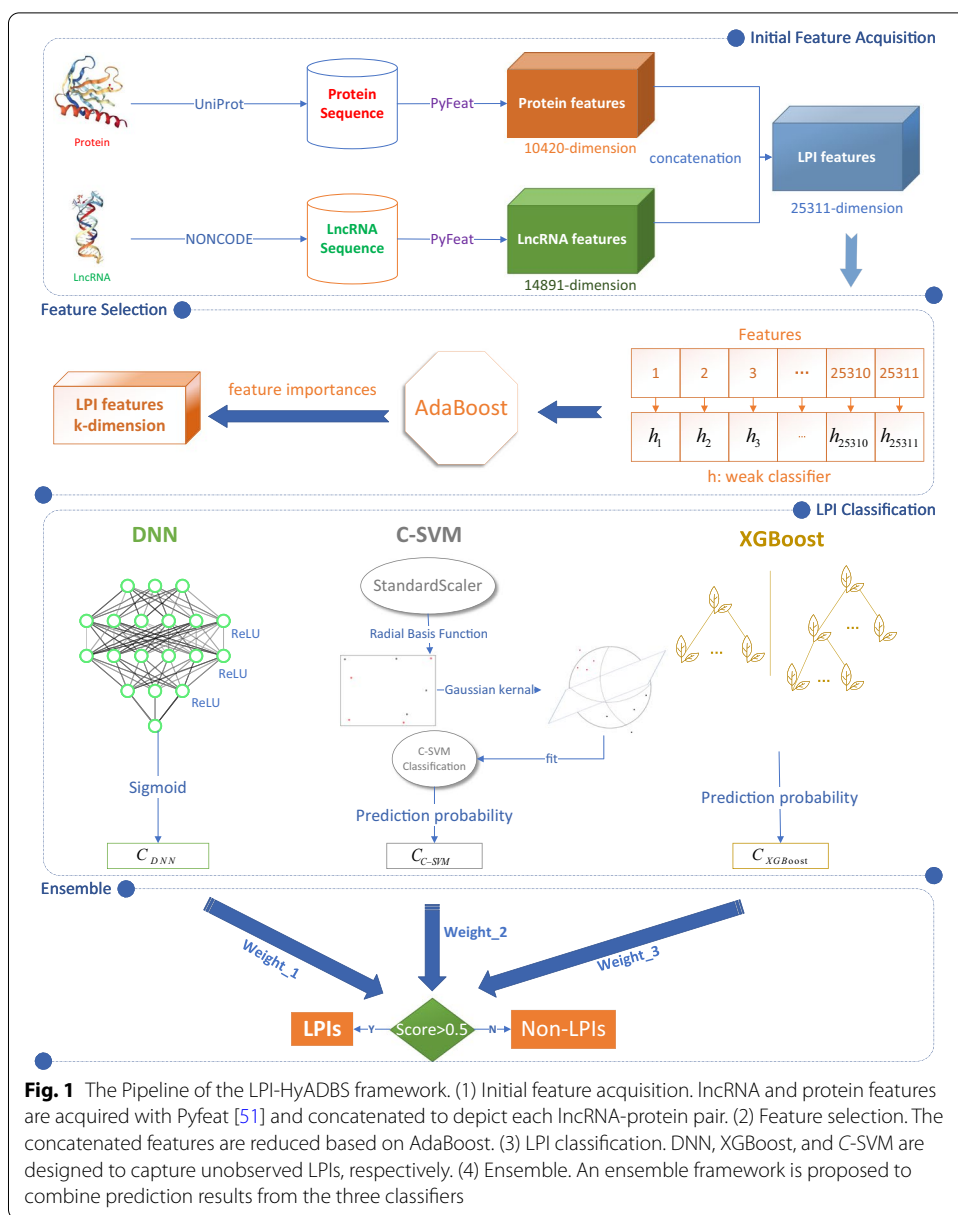 Initial Feature Acquisition
Protein
UniProt
Protein
Sequence
PyFeat
Protein features
10420-dimension
concatenation
LPI features
25311-dimension
LncRNA
NONCODE
LncRNA
Sequence
PyFeat
LncRNA features
14891-dimension
Feature Selection
Features
1 2 3 ... 25310 25311
h1 h2 h3 ... h25310 h25311
h: weak classifier
AdaBoost
feature importances
LPI features
k-dimension
LPI Classification
DNN
ReLU
ReLU
ReLU
Sigmoid
C DNN
C-SVM
StandardScaler
Radial Basis Function
Gaussian kernal
fit
C-SVM
Classification
Prediction probability
C C-SVM
XGBoost
...
...
...
Prediction probability
C XGBoost
Ensemble
Weight_1
Weight_2
Weight_3
LPIs
Y
Score>0.5
N
Non-LPIs
Fig. 1 The Pipeline of the LPI-HyADBS framework. (1) Initial feature acquisition. lncRNA and protein features
are acquired with Pyfeat [51] and concatenated to depict each lncRNA-protein pair. (2) Feature selection. The
concatenated features are reduced based on AdaBoost. (3) LPI classification. DNN, XGBoost, and C-SVM are
designed to capture unobserved LPIs, respectively. (4) Ensemble. An ensemble framework is proposed to
combine prediction results from the three classifiers